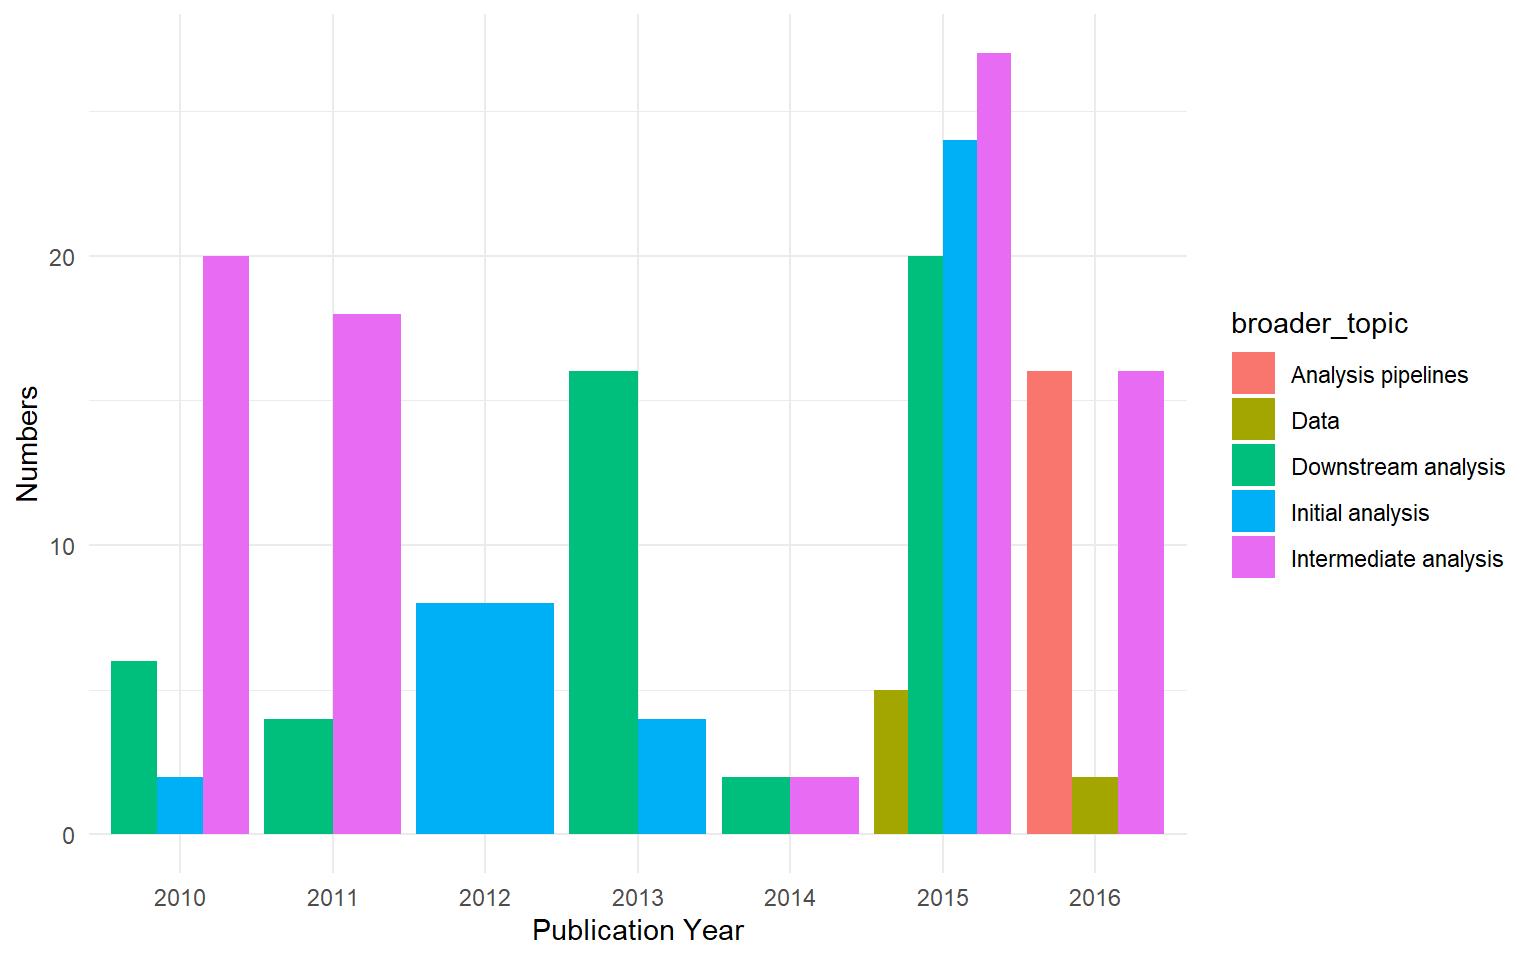 Numbers
20
10
0
2010 2011 2012 2013 2014 2015 2016
Publication Year
broader_topic
Analysis pipelines
Data
Downstream analysis
Initial analysis
Intermediate analysis